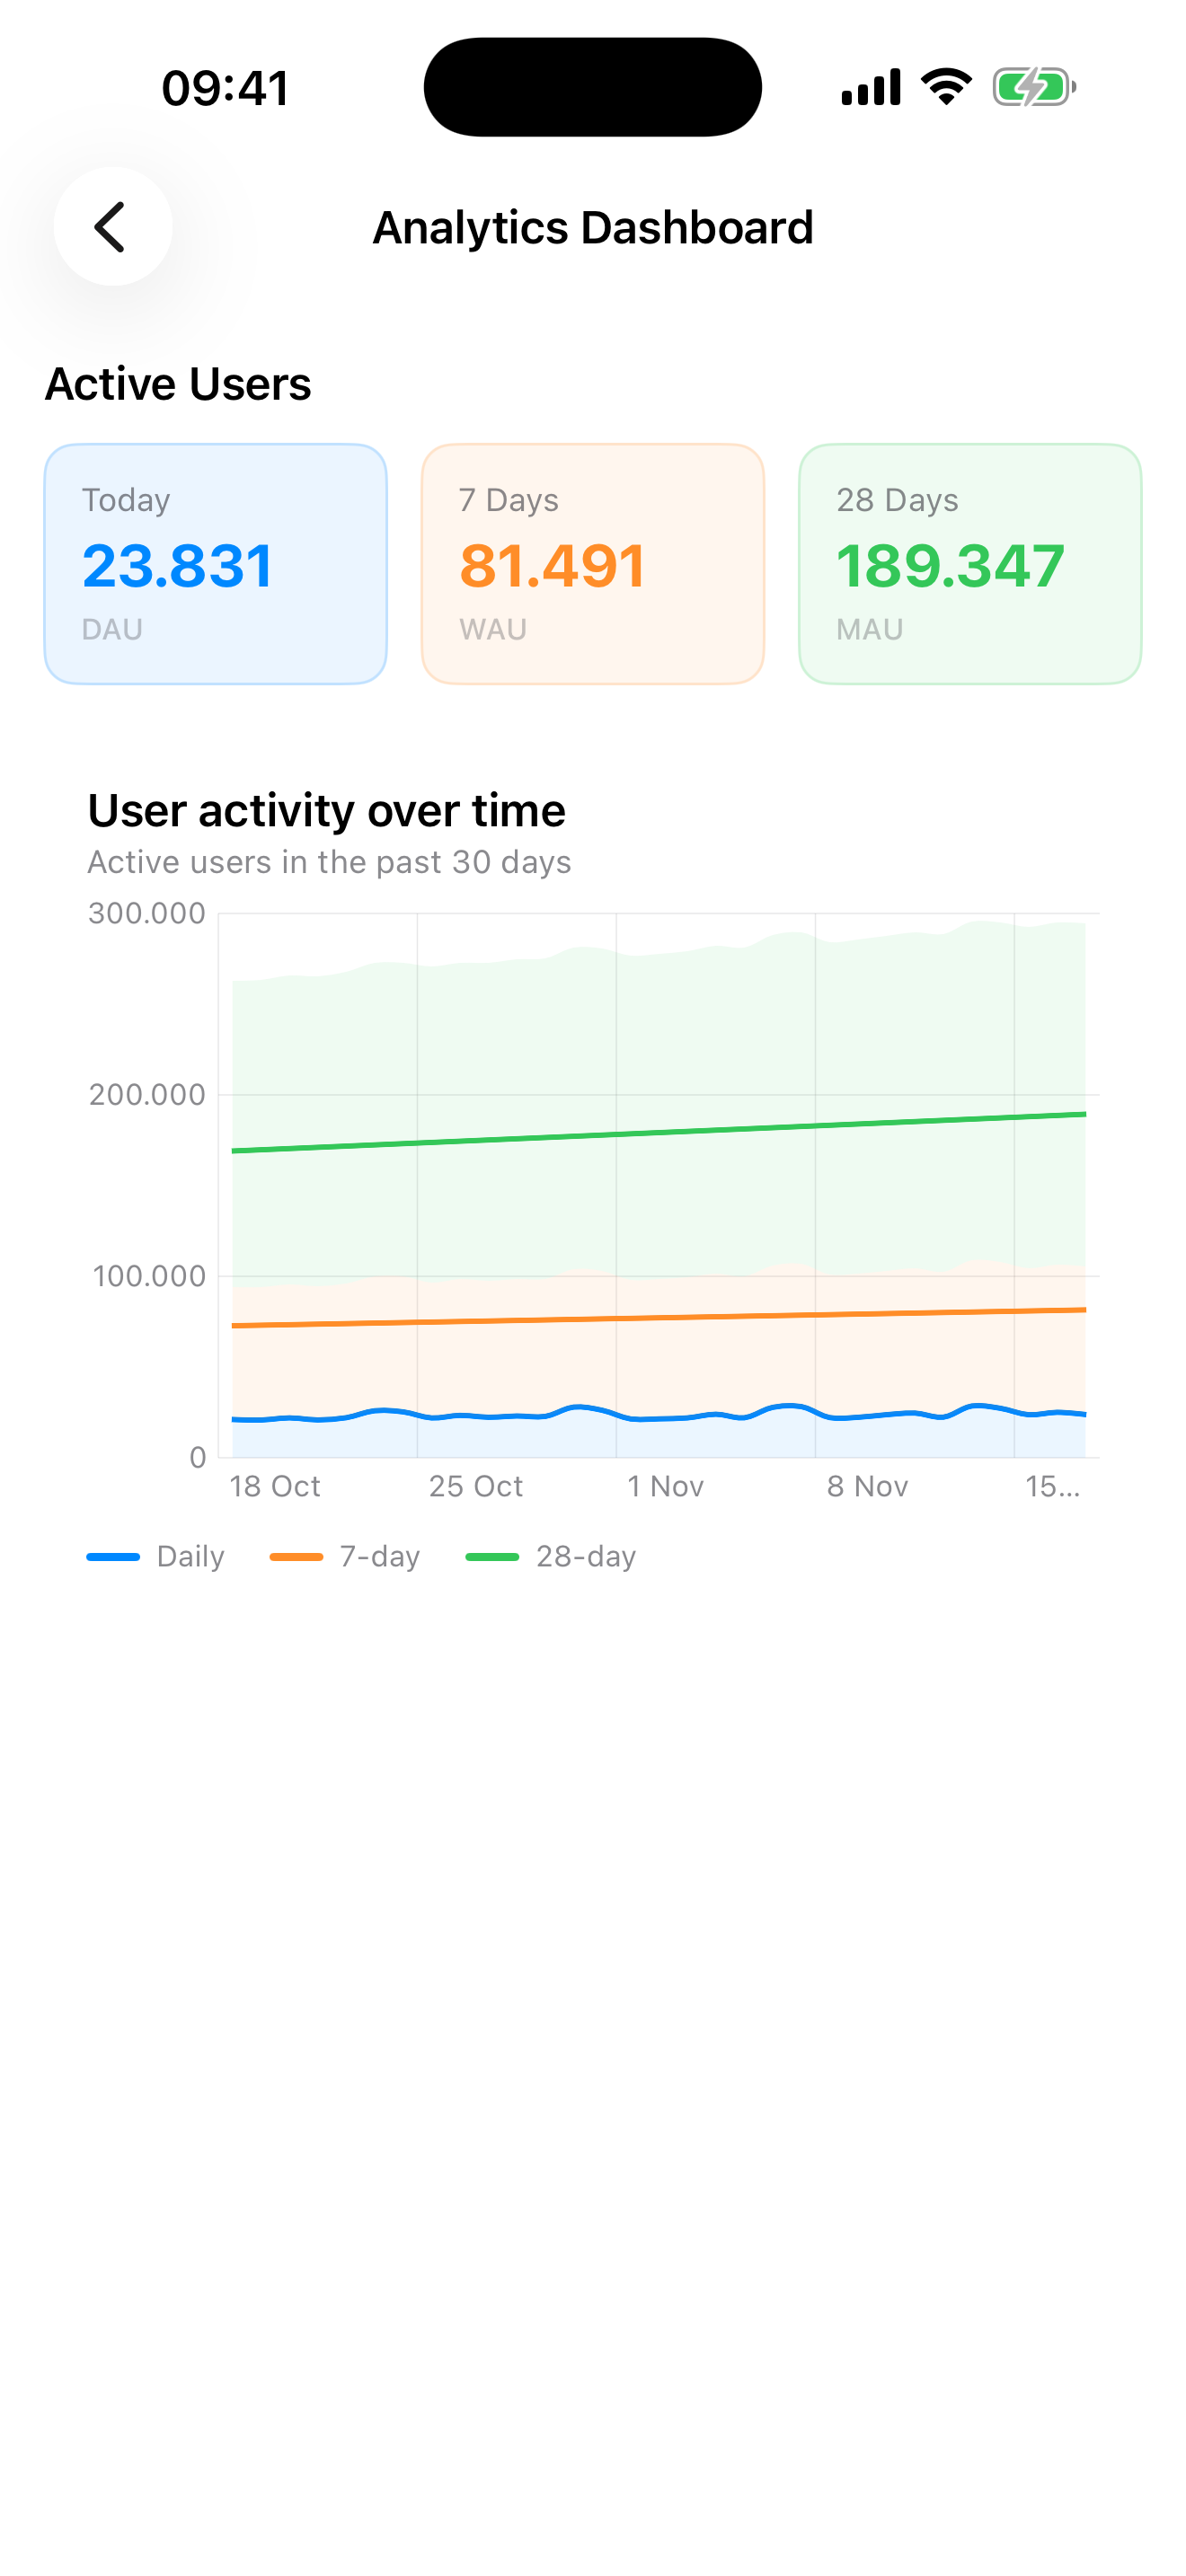 09:41
Analytics Dashboard
Active Users
Today
23.831
DAU
7 Days
81.491
WAU
28 Days
189.347
MAU
User activity over time
Active users in the past 30 days
300.000
200.000
100.000
0
18 Oct
25 Oct
1 Nov
8 Nov
15...
Daily
7-day
28-day